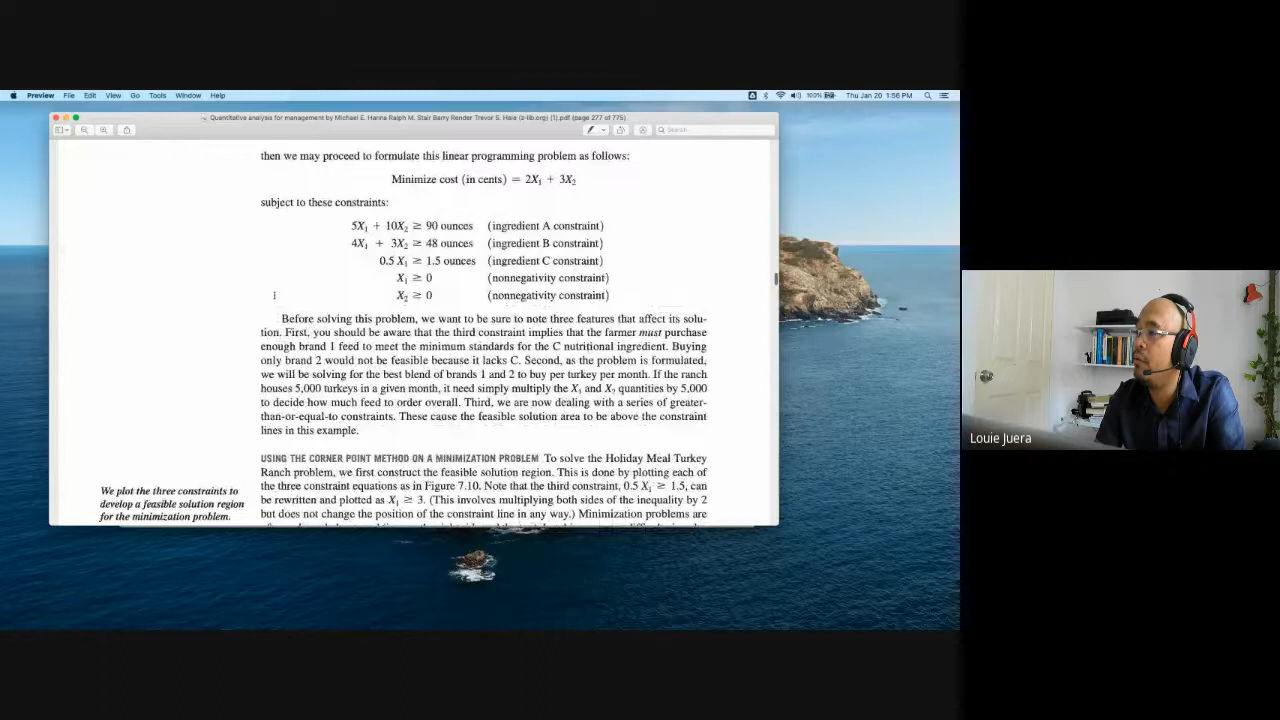 Preview File Edit View Go Tools Window Help
100% Thu Jan 20 1:56 PM
Quantitative analysis for management by Michael E. Hanna Ralph M. Stair Barry Render Trevor S. Hale (z-lib.org) (1).pdf (page 277 of 775)
Search
then we may proceed to formulate this linear programming problem as follows:
Minimize cost (in cents) = 2X₁ + 3X₂
subject to these constraints:
5X₁ + 10X₂ ≥ 90 ounces (ingredient A constraint)
4X₁ + 3X₂ ≥ 48 ounces (ingredient B constraint)
0.5 X₁ ≥ 1.5 ounces (ingredient C constraint)
X₁ ≥ 0 (nonnegativity constraint)
X₂ ≥ 0 (nonnegativity constraint)
Before solving this problem, we want to be sure to note three features that affect its solu-
tion. First, you should be aware that the third constraint implies that the farmer must purchase
enough brand 1 feed to meet the minimum standards for the C nutritional ingredient. Buying
only brand 2 would not be feasible because it lacks C. Second, as the problem is formulated,
we will be solving for the best blend of brands 1 and 2 to buy per turkey per month. If the ranch
houses 5,000 turkeys in a given month, it need simply multiply the X₁ and X₂ quantities by 5,000
to decide how much feed to order overall. Third, we are now dealing with a series of greater-
than-or-equal-to constraints. These cause the feasible solution area to be above the constraint
lines in this example.
USING THE CORNER POINT METHOD ON A MINIMIZATION PROBLEM To solve the Holiday Meal Turkey
Ranch problem, we first construct the feasible solution region. This is done by plotting each of
the three constraint equations as in Figure 7.10. Note that the third constraint, 0.5 X₁ ≥ 1.5, can
be rewritten and plotted as X₁ ≥ 3. (This involves multiplying both sides of the inequality by 2
but does not change the position of the constraint line in any way.) Minimization problems are
We plot the three constraints to
develop a feasible solution region
for the minimization problem.
Louie Juera